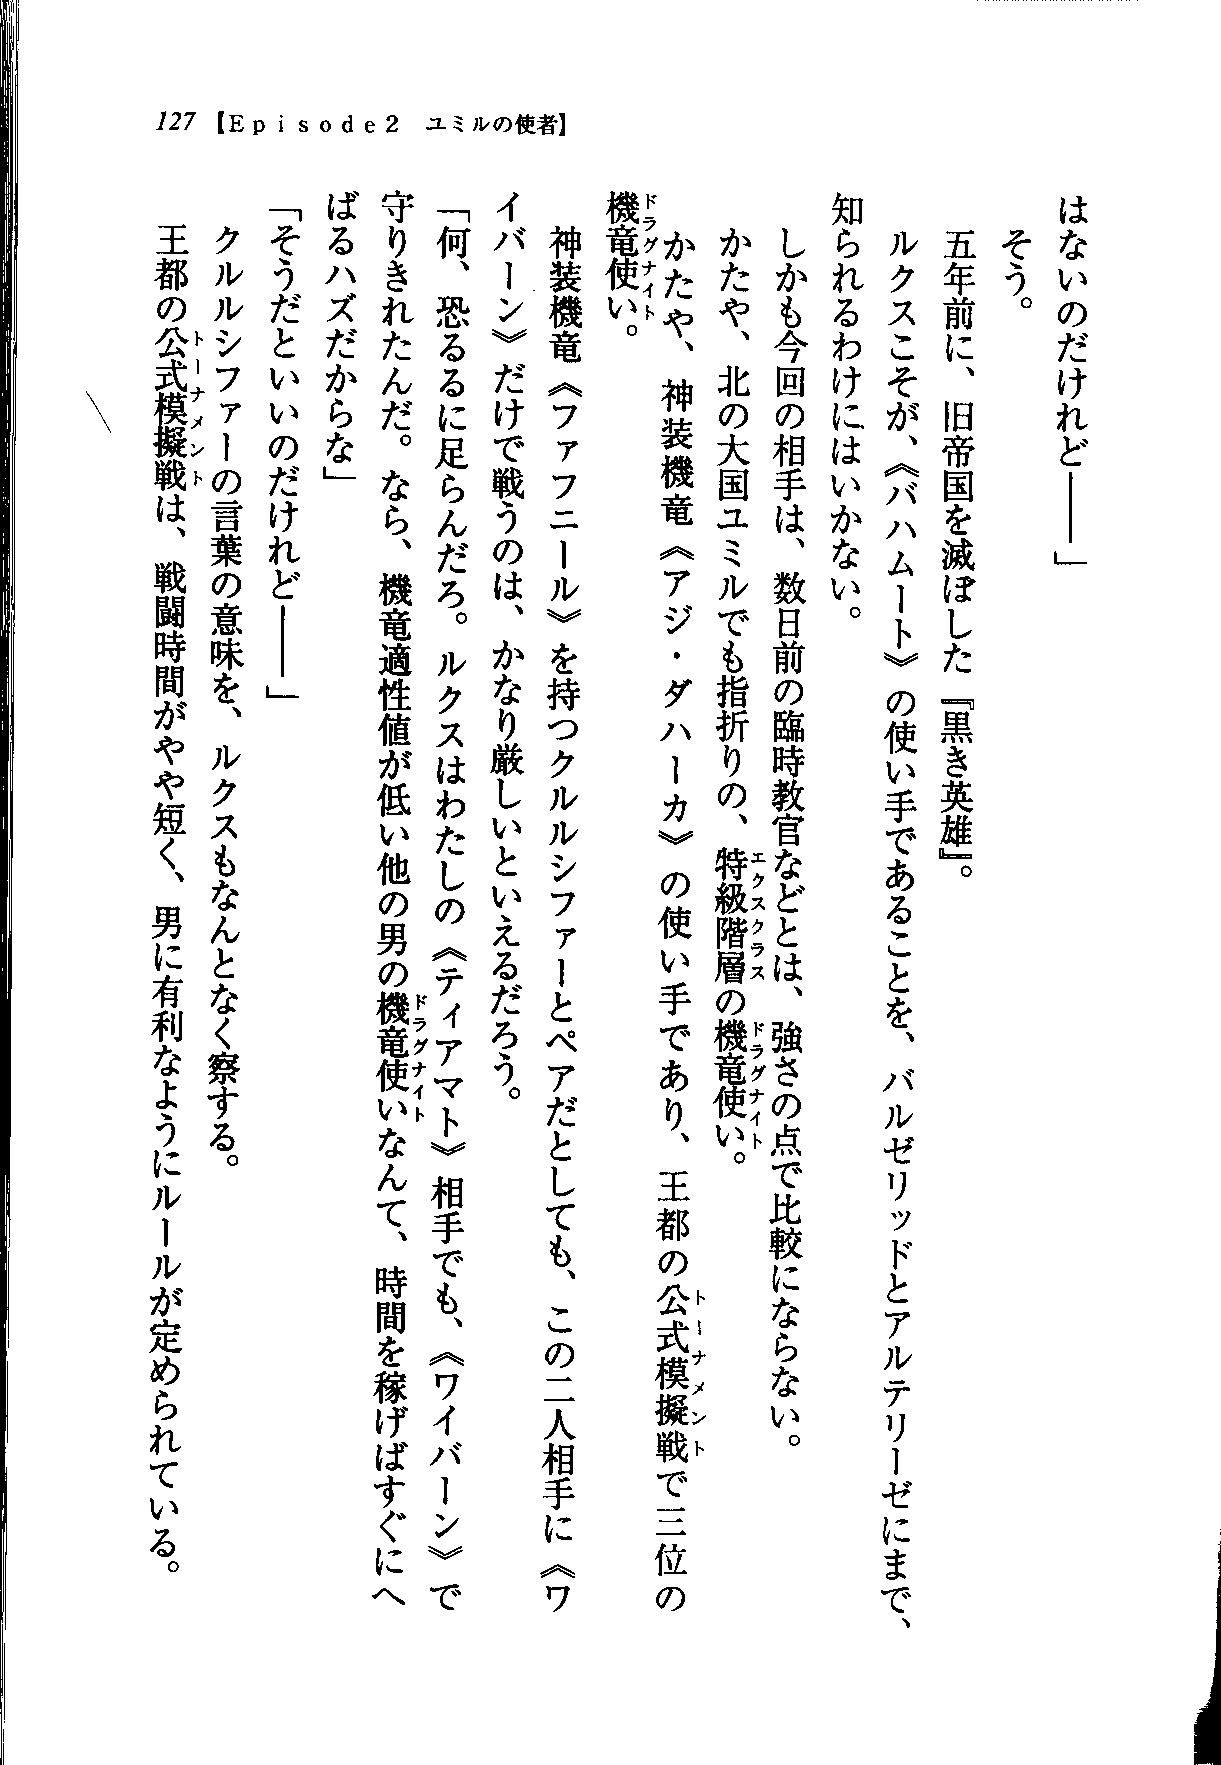 127 【Episode2　ユミルの使者】
はないのだけれど――」
　そう。
　五年前に、旧帝国を滅ぼした『黒き英雄』。
　ルクスこそが、《バハムート》の使い手であることを、バルゼリッドとアルテリーゼにまで、
知られるわけにはいかない。
　しかも今回の相手は、数日前の臨時教官などとは、強さの点で比較にならない。
　かたや、北の大国ユミルでも指折りの、特級階層の機竜使い。
エクスクラス　ドラグナイト
　かたや、神装機竜《アジ・ダハーカ》の使い手であり、王都の公式模擬戦で三位の
トーナメント
機竜使い。
ドラグナイト
　神装機竜《ファフニール》を持つクルルシファーとペアだとしても、この二人相手に《ワ
イバーン》だけで戦うのは、かなり厳しいといえるだろう。
「何、恐るるに足らんだろ。ルクスはわたしの《ティアマト》相手でも、《ワイバーン》で
守りきれたんだ。なら、機竜適性値が低い他の男の機竜使いなんて、時間を稼げばすぐにへ
ドラグナイト
ばるハズだからな」
「そうだといいのだけれど――」
　クルルシファーの言葉の意味を、ルクスもなんとなく察する。
　王都の公式模擬戦は、戦闘時間がやや短く、男に有利なようにルールが定められている。
トーナメント